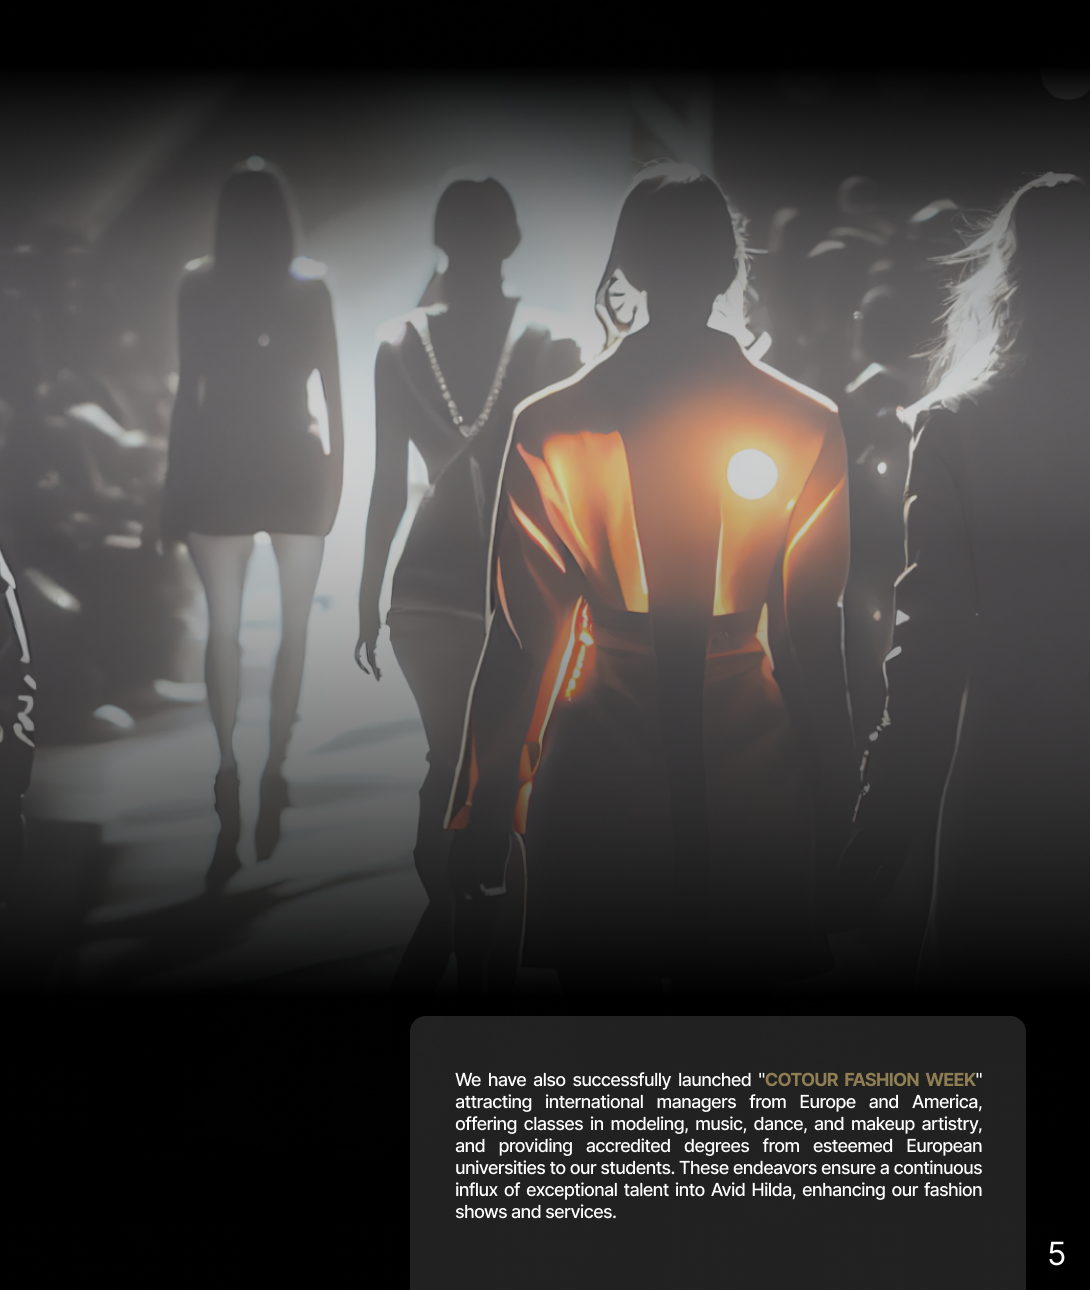 We have also successfully launched "COTOUR FASHION WEEK"
attracting international managers from Europe and America,
offering classes in modeling, music, dance, and makeup artistry,
and providing accredited degrees from esteemed European
universities to our students. These endeavors ensure a continuous
influx of exceptional talent into Avid Hilda, enhancing our fashion
shows and services.
5